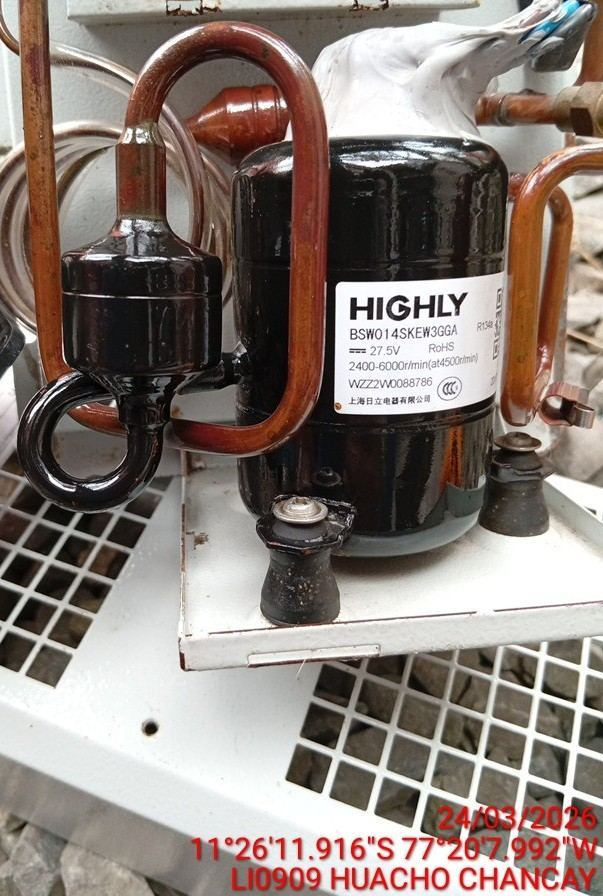 HIGHLY
BSW014SKEW3GGA R134a
⎓ 27.5V RoHS
2400-6000r/min(at4500r/min)
WZZ2W0088786 CCC
上海日立电器有限公司
24/03/2026
11°26'11.916"S 77°20'7.992"W
LI0909 HUACHO CHANCAY